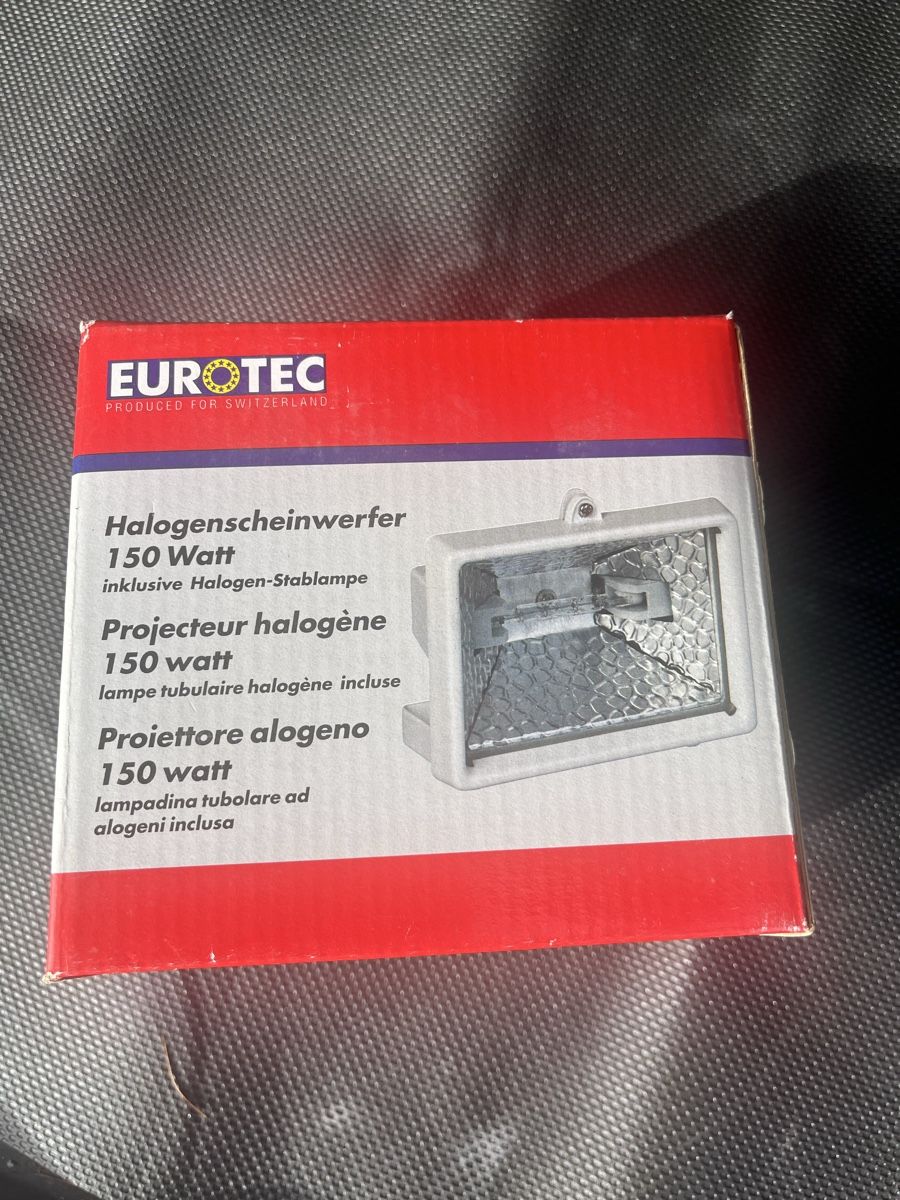 EUROTEC
PRODUCED FOR SWITZERLAND
Halogenscheinwerfer
150 Watt
inklusive Halogen-Stablampe
Projecteur halogène
150 watt
lampe tubulaire halogène incluse
Proiettore alogeno
150 watt
lampadina tubolare ad
alogeni inclusa